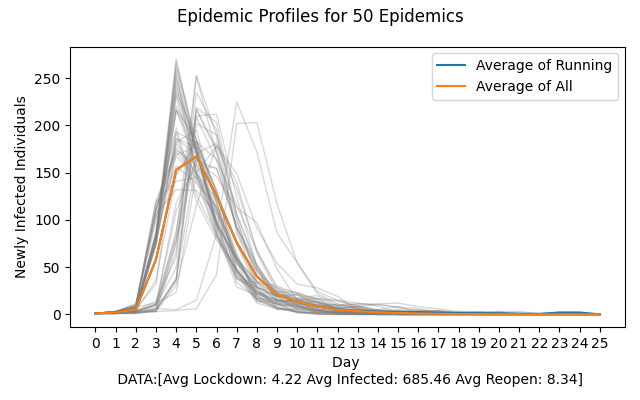 Epidemic Profiles for 50 Epidemics
Average of Running
Average of All
Newly Infected Individuals
250
200
150
100
50
0
0 1 2 3 4 5 6 7 8 9 10 11 12 13 14 15 16 17 18 19 20 21 22 23 24 25
Day
DATA:[Avg Lockdown: 4.22 Avg Infected: 685.46 Avg Reopen: 8.34]